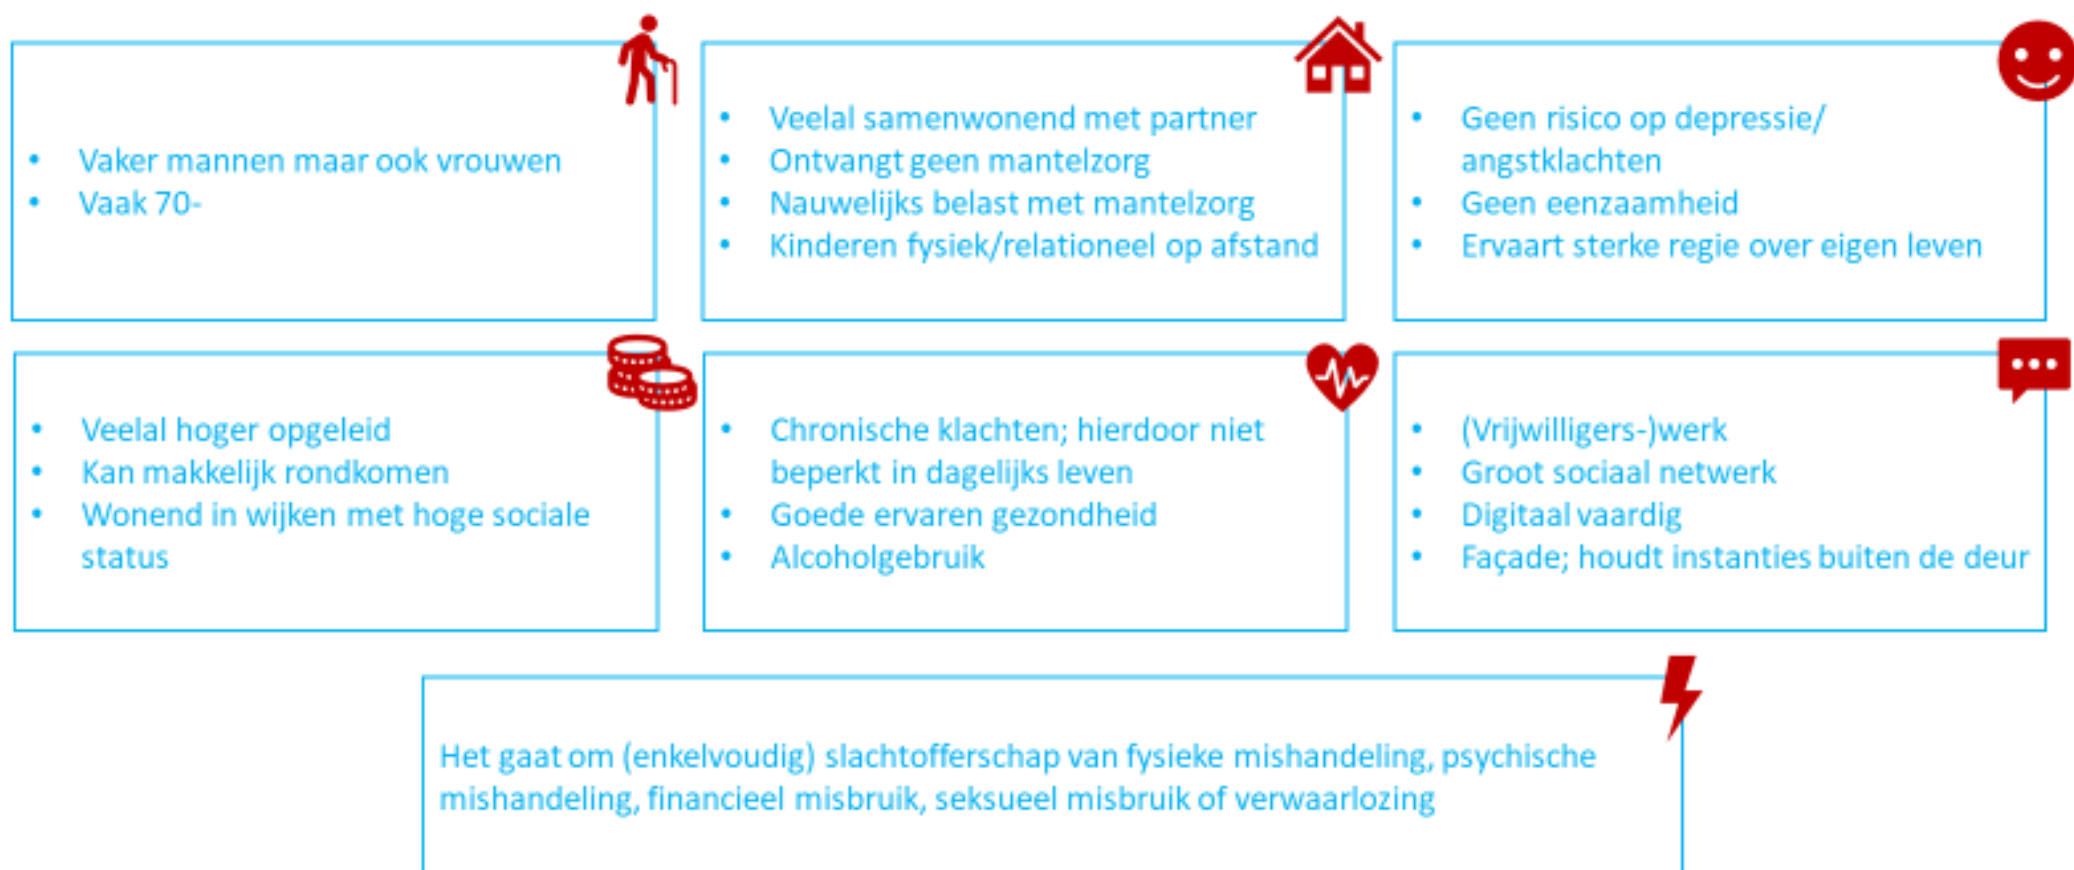 • Vaker mannen maar ook vrouwen
• Vaak 70-
• Veelal samenwonend met partner
• Ontvangt geen mantelzorg
• Nauwelijks belast met mantelzorg
• Kinderen fysiek/relationeel op afstand
• Geen risico op depressie/
angstklachten
• Geen eenzaamheid
• Ervaart sterke regie over eigen leven
• Veelal hoger opgeleid
• Kan makkelijk rondkomen
• Wonend in wijken met hoge sociale
status
• Chronische klachten; hierdoor niet
beperkt in dagelijks leven
• Goede ervaren gezondheid
• Alcoholgebruik
• (Vrijwilligers-)werk
• Groot sociaal netwerk
• Digitaal vaardig
• Façade; houdt instanties buiten de deur
Het gaat om (enkelvoudig) slachtofferschap van fysieke mishandeling, psychische
mishandeling, financieel misbruik, seksueel misbruik of verwaarlozing